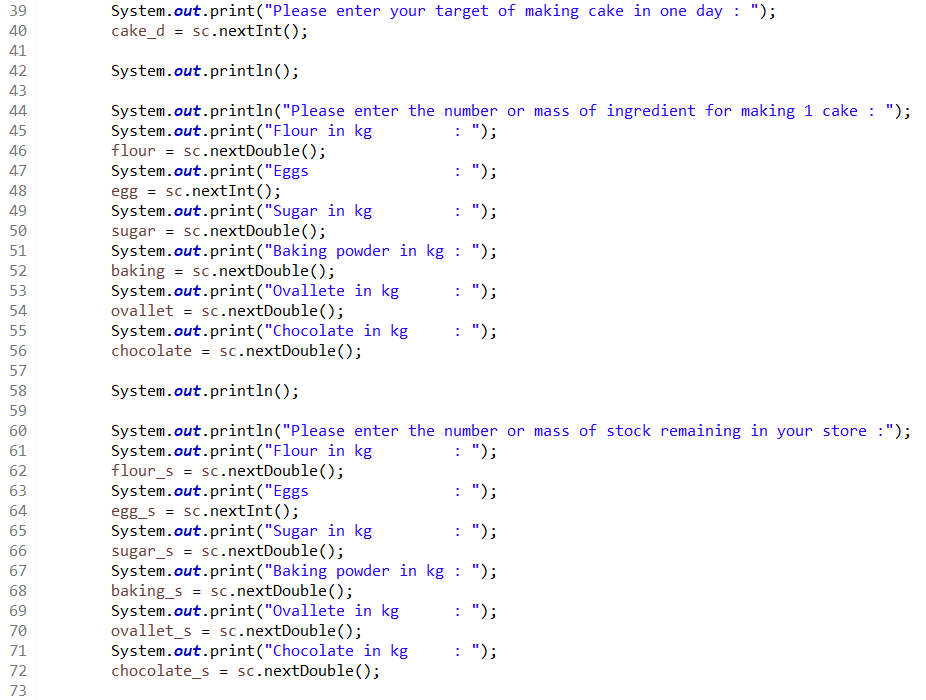 39 System.out.print("Please enter your target of making cake in one day : ");
40 cake_d = sc.nextInt();
41
42 System.out.println();
43
44 System.out.println("Please enter the number or mass of ingredient for making 1 cake : ");
45 System.out.print("Flour in kg         : ");
46 flour = sc.nextDouble();
47 System.out.print("Eggs                : ");
48 egg = sc.nextInt();
49 System.out.print("Sugar in kg         : ");
50 sugar = sc.nextDouble();
51 System.out.print("Baking powder in kg : ");
52 baking = sc.nextDouble();
53 System.out.print("Ovallete in kg      : ");
54 ovallet = sc.nextDouble();
55 System.out.print("Chocolate in kg     : ");
56 chocolate = sc.nextDouble();
57
58 System.out.println();
59
60 System.out.println("Please enter the number or mass of stock remaining in your store :");
61 System.out.print("Flour in kg         : ");
62 flour_s = sc.nextDouble();
63 System.out.print("Eggs                : ");
64 egg_s = sc.nextInt();
65 System.out.print("Sugar in kg         : ");
66 sugar_s = sc.nextDouble();
67 System.out.print("Baking powder in kg : ");
68 baking_s = sc.nextDouble();
69 System.out.print("Ovallete in kg      : ");
70 ovallet_s = sc.nextDouble();
71 System.out.print("Chocolate in kg     : ");
72 chocolate_s = sc.nextDouble();
73